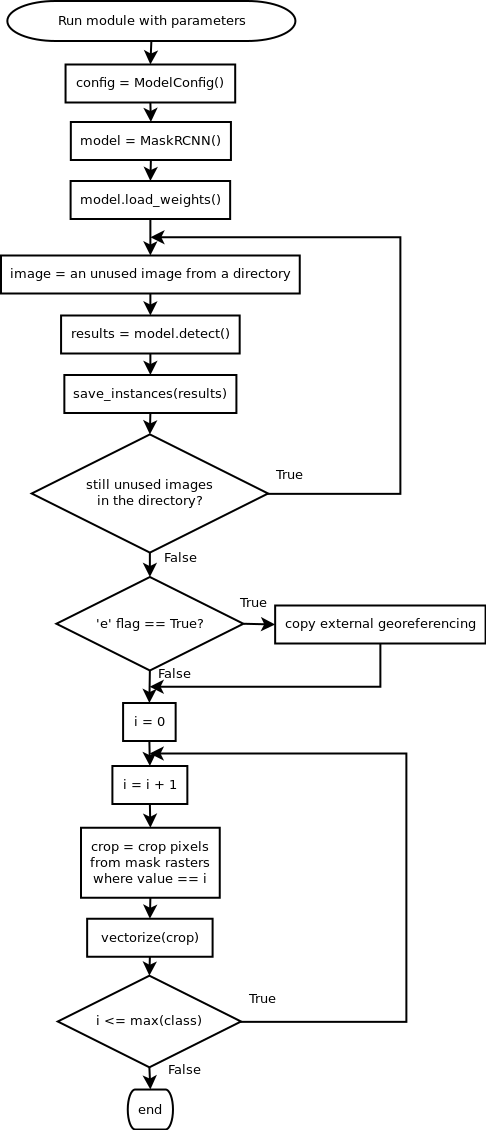 Run module with parameters
config = ModelConfig()
model = MaskRCNN()
model.load_weights()
image = an unused image from a directory
results = model.detect()
save_instances(results)
still unused images
in the directory?
True
False
'e' flag == True?
True
copy external georeferencing
False
i = 0
i = i + 1
crop = crop pixels
from mask rasters
where value == i
vectorize(crop)
i <= max(class)
True
False
end